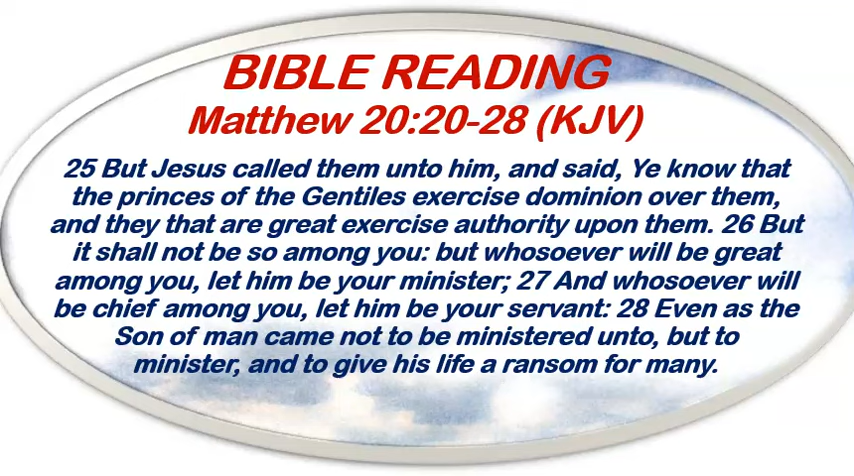 BIBLE READING
Matthew 20:20-28 (KJV)
25 But Jesus called them unto him, and said, Ye know that
the princes of the Gentiles exercise dominion over them,
and they that are great exercise authority upon them. 26 But
it shall not be so among you: but whosoever will be great
among you, let him be your minister; 27 And whosoever will
be chief among you, let him be your servant: 28 Even as the
Son of man came not to be ministered unto, but to
minister, and to give his life a ransom for many.